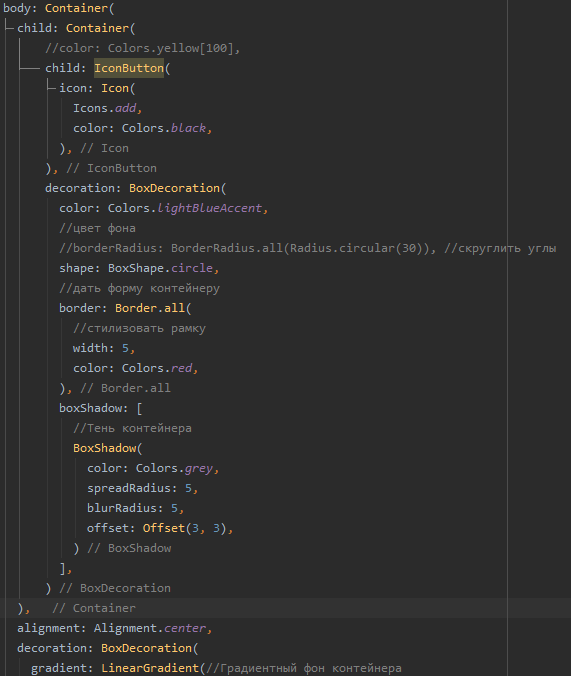 body: Container(
child: Container(
//color: Colors.yellow[100],
child: IconButton(
icon: Icon(
Icons.add,
color: Colors.black,
), // Icon
), // IconButton
decoration: BoxDecoration(
color: Colors.lightBlueAccent,
//цвет фона
//borderRadius: BorderRadius.all(Radius.circular(30)), //скруглить углы
shape: BoxShape.circle,
//дать форму контейнеру
border: Border.all(
//стилизовать рамку
width: 5,
color: Colors.red,
), // Border.all
boxShadow: [
//Тень контейнера
BoxShadow(
color: Colors.grey,
spreadRadius: 5,
blurRadius: 5,
offset: Offset(3, 3),
) // BoxShadow
],
) // BoxDecoration
), // Container
alignment: Alignment.center,
decoration: BoxDecoration(
gradient: LinearGradient(//Градиентный фон контейнера